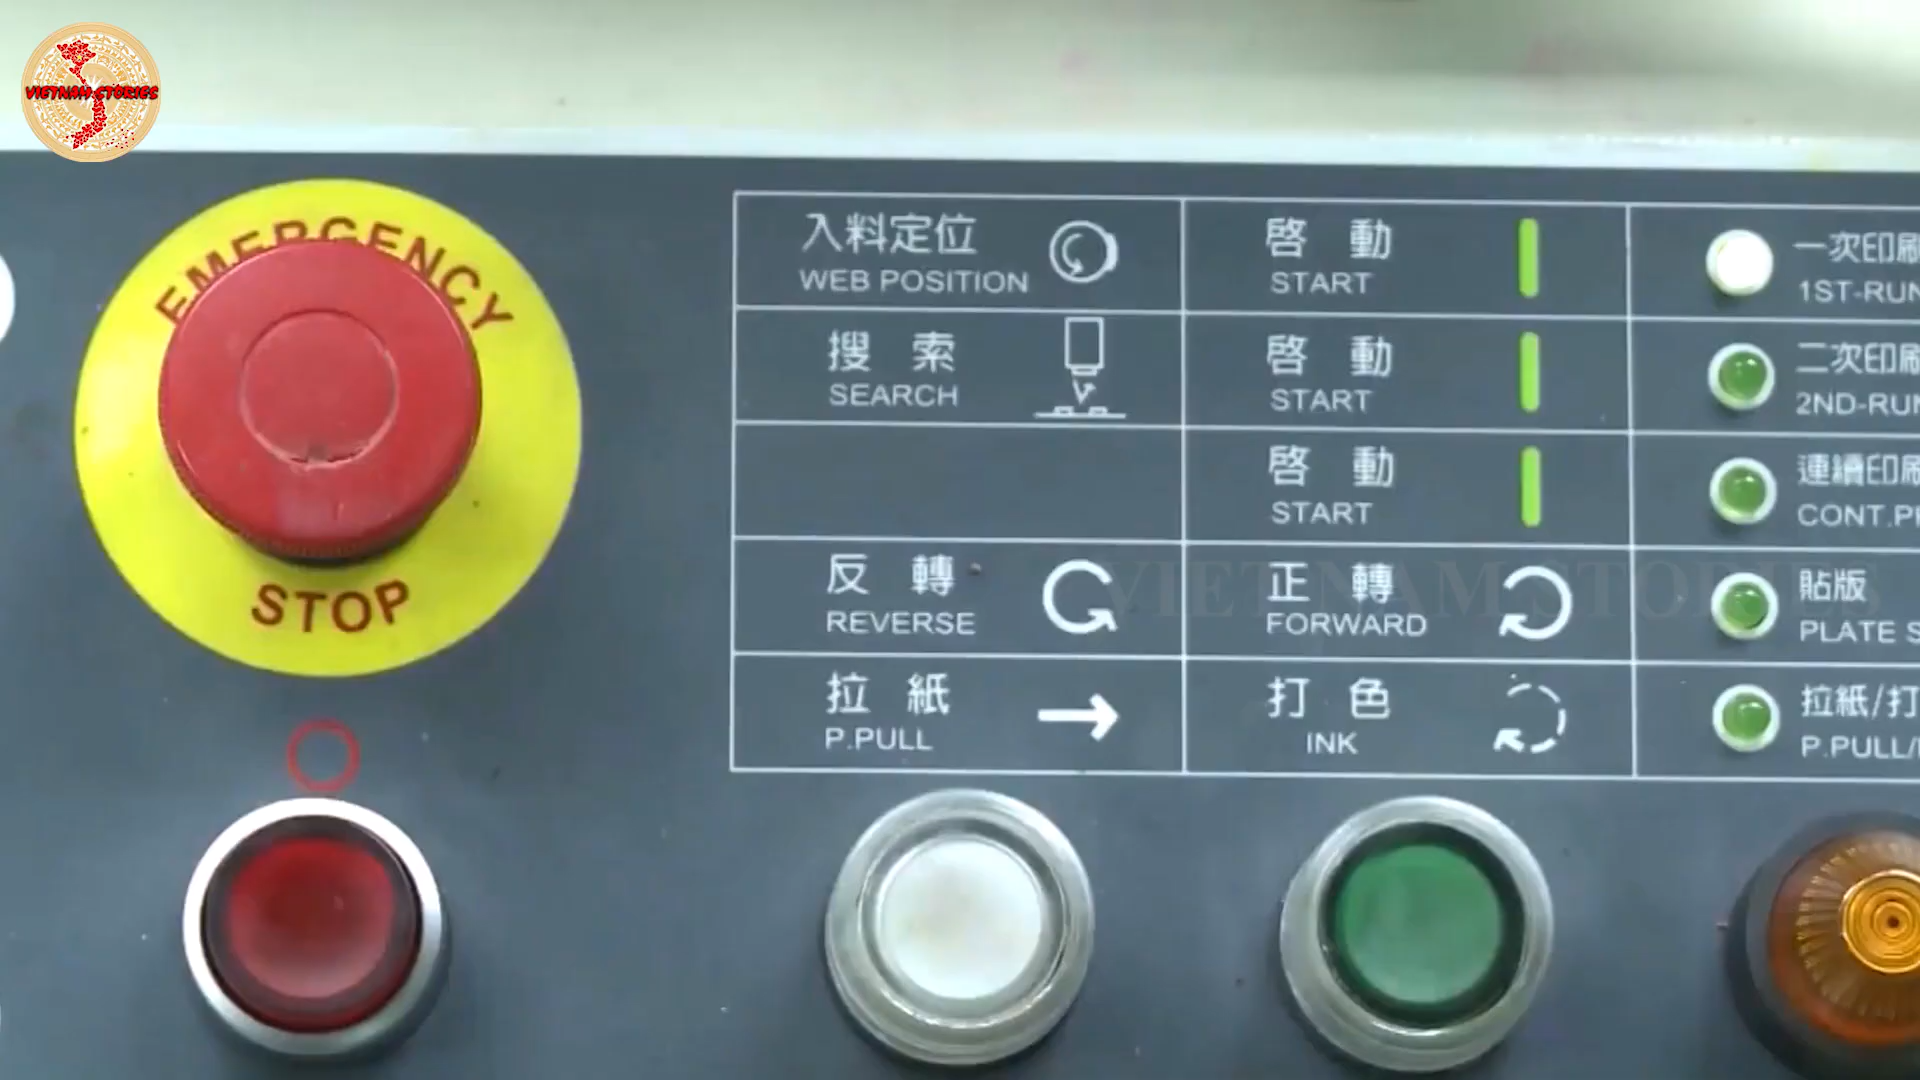 VIETNAM STORIES
EMERGENCY
STOP
入料定位
WEB POSITION
啓動
START
一次印刷
1ST-RUN
搜索
SEARCH
啓動
START
二次印刷
2ND-RUN
啓動
START
連續印刷
CONT.P
反轉
REVERSE
正轉
FORWARD
貼版
PLATE S
拉紙
P.PULL
打色
INK
拉紙/打
P.PULL/
VIETNAM STORIES